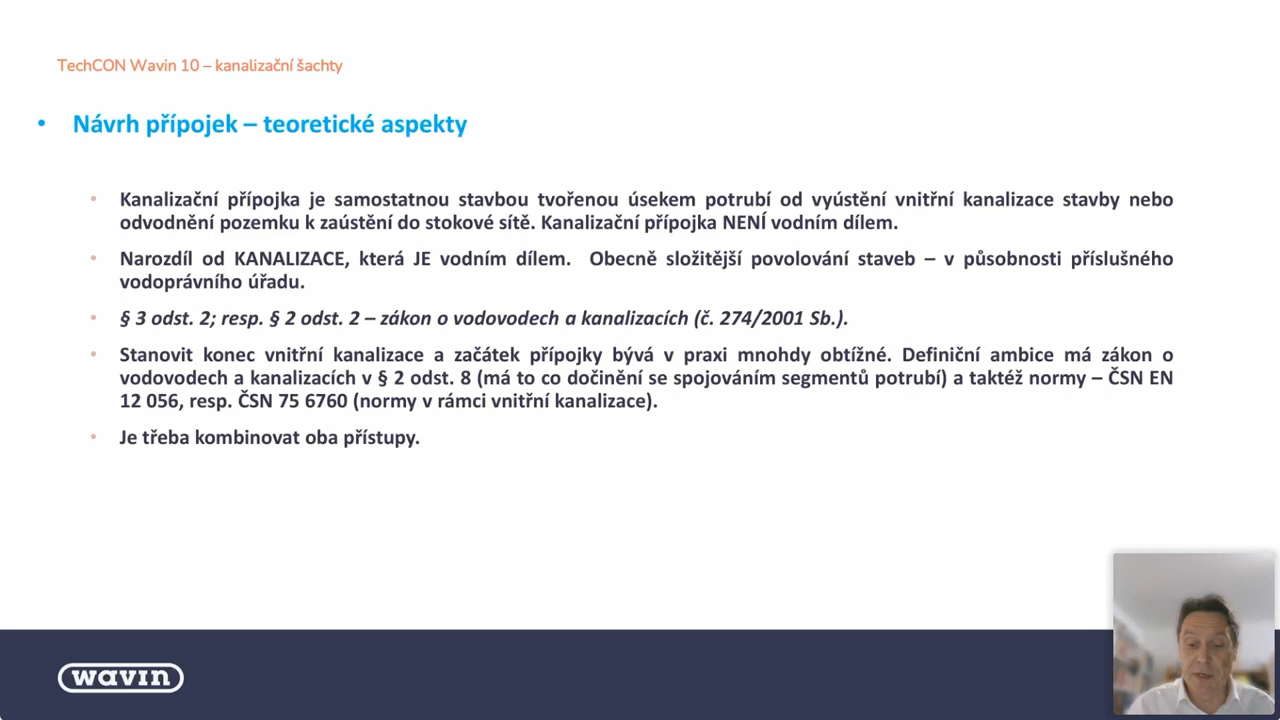 TechCON Wavin 10 – kanalizační šachty
• Návrh přípojek – teoretické aspekty
• Kanalizační přípojka je samostatnou stavbou tvořenou úsekem potrubí od vyústění vnitřní kanalizace stavby nebo
odvodnění pozemku k zaústění do stokové sítě. Kanalizační přípojka NENÍ vodním dílem.
• Narozdíl od KANALIZACE, která JE vodním dílem. Obecně složitější povolování staveb – v působnosti příslušného
vodoprávního úřadu.
• § 3 odst. 2; resp. § 2 odst. 2 – zákon o vodovodech a kanalizacích (č. 274/2001 Sb.).
• Stanovit konec vnitřní kanalizace a začátek přípojky bývá v praxi mnohdy obtížné. Definiční ambice má zákon o
vodovodech a kanalizacích v § 2 odst. 8 (má to co dočinění se spojováním segmentů potrubí) a taktéž normy – ČSN EN
12 056, resp. ČSN 75 6760 (normy v rámci vnitřní kanalizace).
• Je třeba kombinovat oba přístupy.
wavin